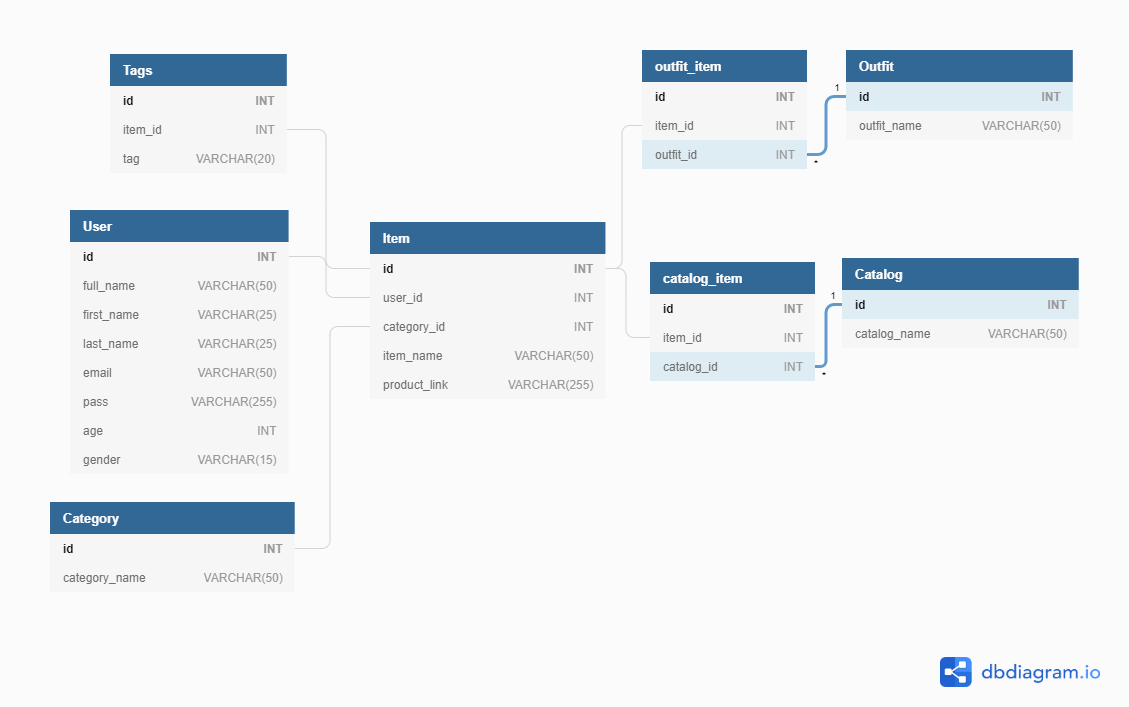 Tags
id INT
item_id INT
tag VARCHAR(20)
User
id INT
full_name VARCHAR(50)
first_name VARCHAR(25)
last_name VARCHAR(25)
email VARCHAR(50)
pass VARCHAR(255)
age INT
gender VARCHAR(15)
Category
id INT
category_name VARCHAR(50)
Item
id INT
user_id INT
category_id INT
item_name VARCHAR(50)
product_link VARCHAR(255)
outfit_item
id INT
item_id INT
outfit_id INT
1
*
Outfit
id INT
outfit_name VARCHAR(50)
catalog_item
id INT
item_id INT
catalog_id INT
1
*
Catalog
id INT
catalog_name VARCHAR(50)
dbdiagram.io